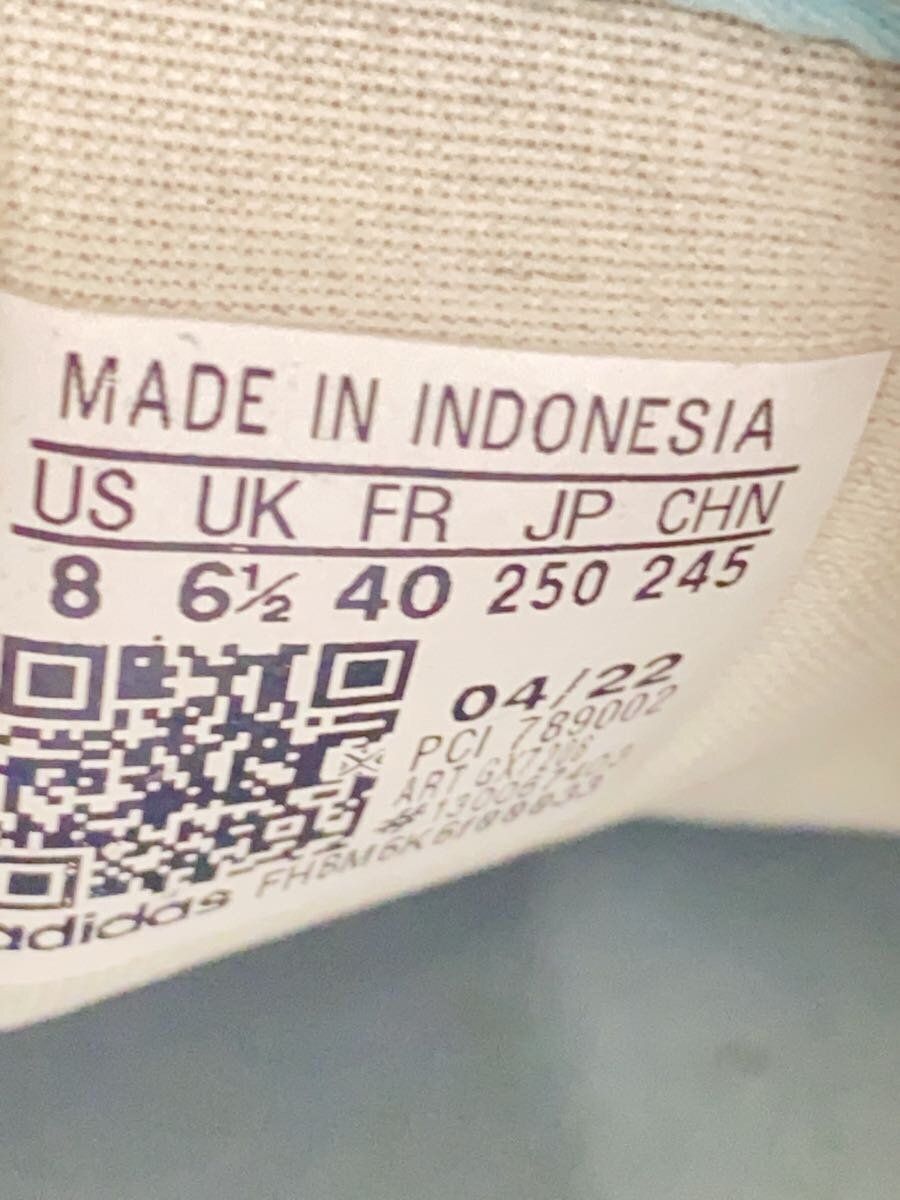 MADE IN INDONESIA
US UK FR JP CHN
8 6½ 40 250 245
04/22
PCI 789002
ART
adidas